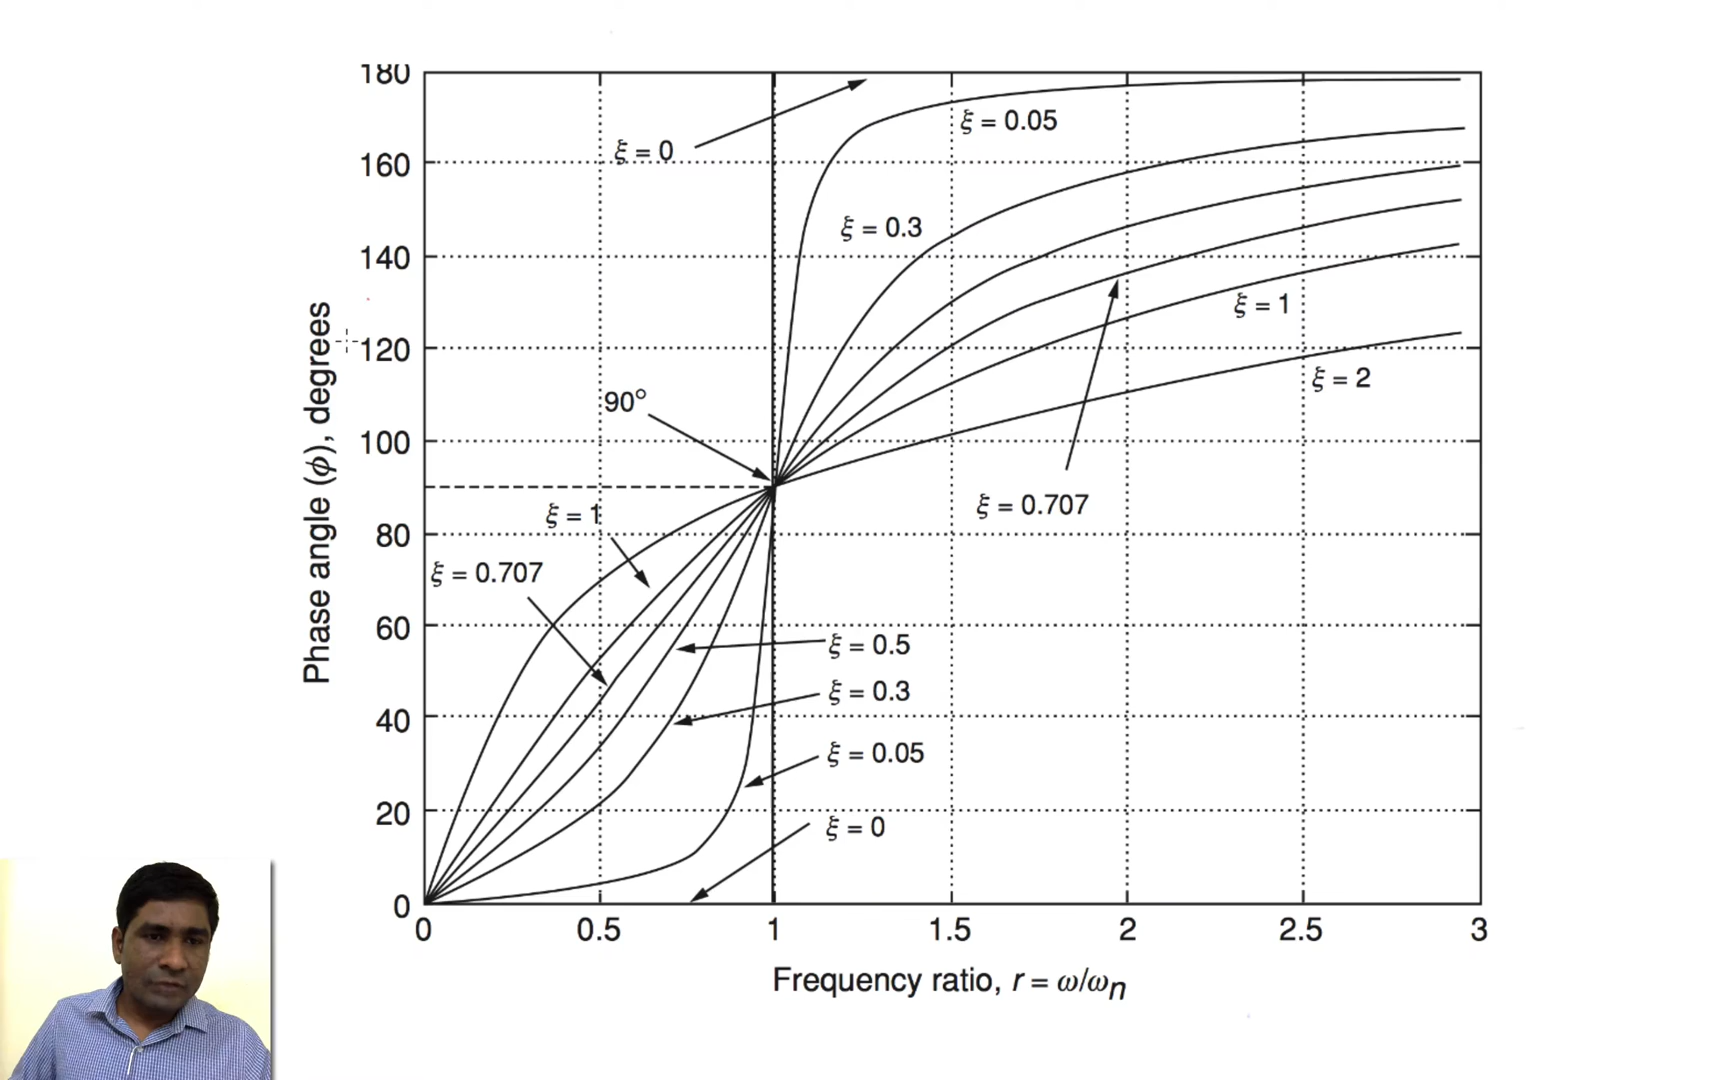 180
ξ = 0.05
ξ = 0
160
ξ = 0.3
140
ξ = 1
120
ξ = 2
90°
100
ξ = 0.707
ξ = 1
80
ξ = 0.707
60
ξ = 0.5
ξ = 0.3
40
ξ = 0.05
20
ξ = 0
0
Phase angle (ϕ), degrees
0 0.5 1 1.5 2 2.5 3
Frequency ratio, r = ω/ωn